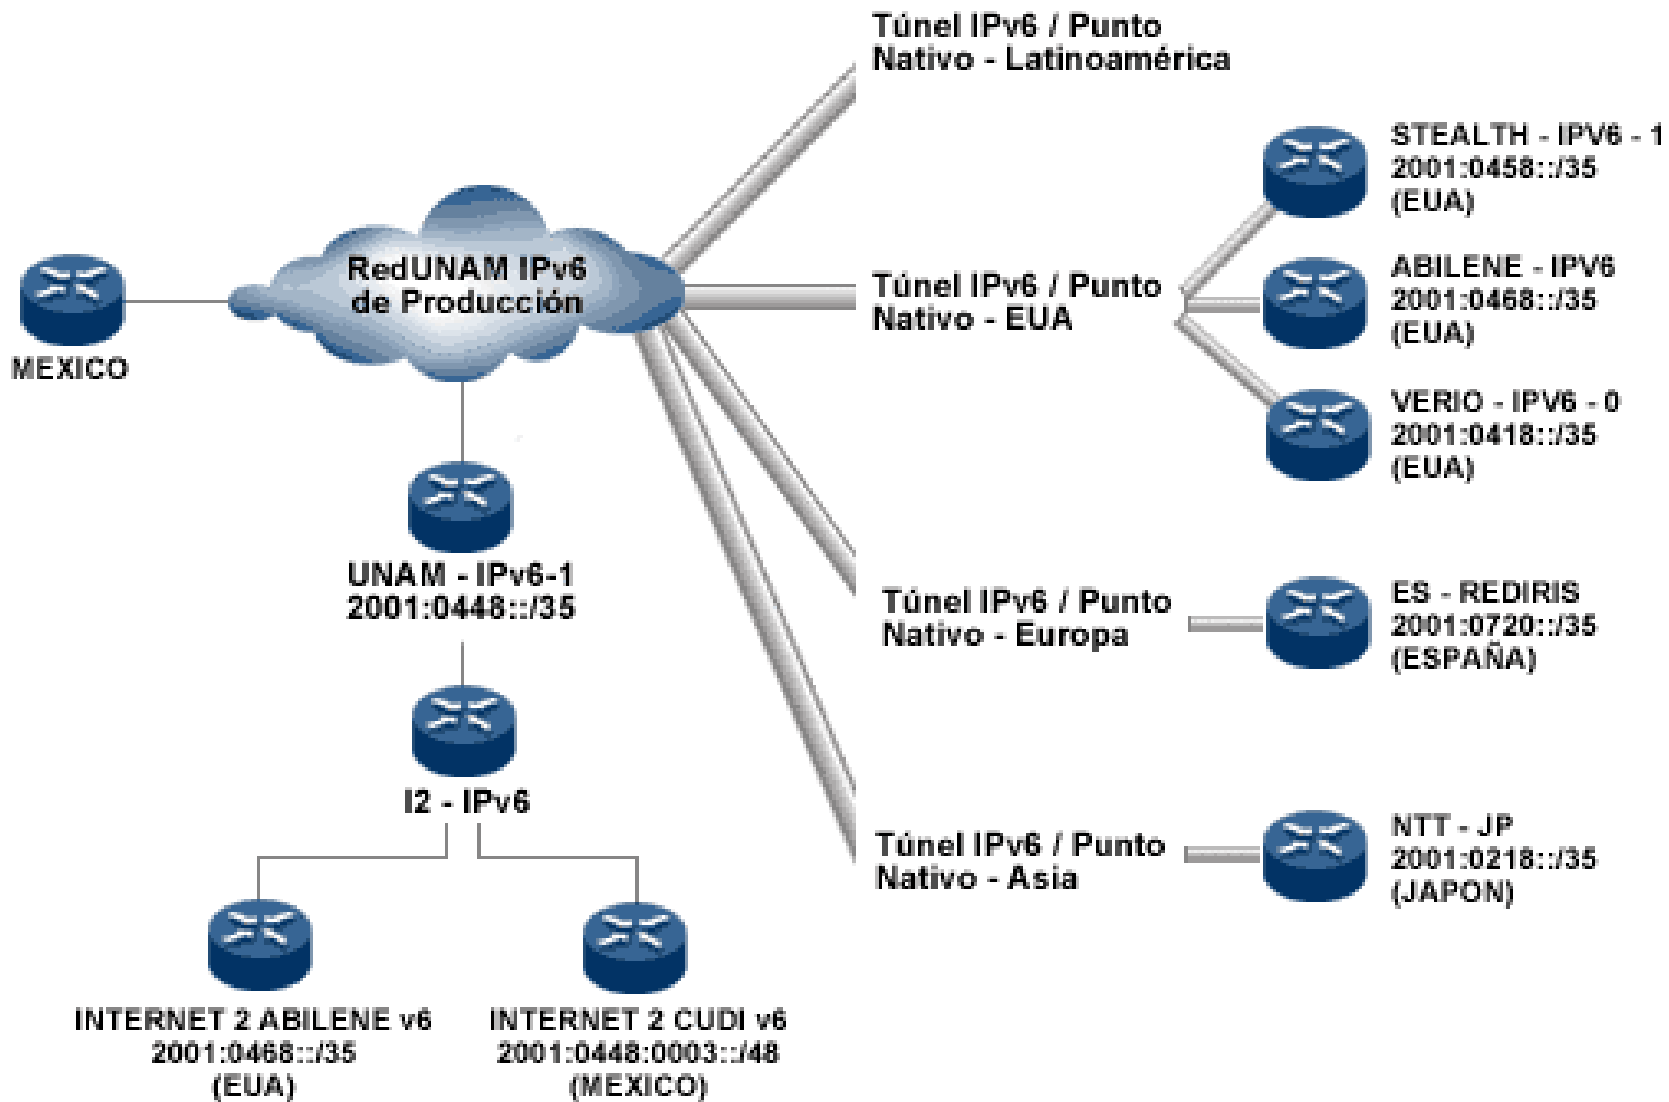 Túnel IPv6 / Punto
Nativo - Latinoamérica
STEALTH - IPV6 - 1
2001:0458::/35
(EUA)
RedUNAM IPv6
de Producción
MEXICO
Túnel IPv6 / Punto
Nativo - EUA
ABILENE - IPV6
2001:0468::/35
(EUA)
VERIO - IPV6 - 0
2001:0418::/35
(EUA)
UNAM - IPv6-1
2001:0448::/35
Túnel IPv6 / Punto
Nativo - Europa
ES - REDIRIS
2001:0720::/35
(ESPAÑA)
I2 - IPv6
Túnel IPv6 / Punto
Nativo - Asia
NTT - JP
2001:0218::/35
(JAPON)
INTERNET 2 ABILENE v6
2001:0468::/35
(EUA)
INTERNET 2 CUDI v6
2001:0448:0003::/48
(MEXICO)